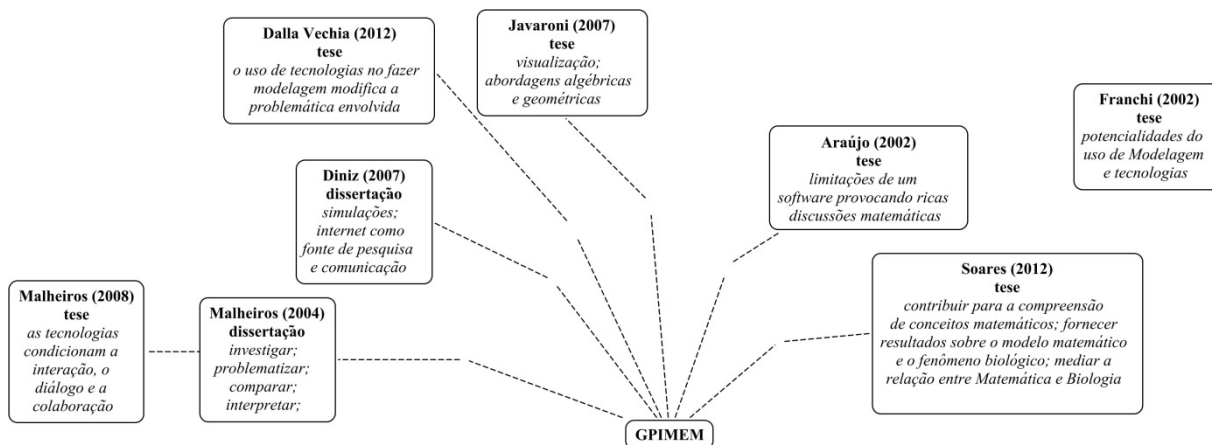 Dalla Vechia (2012)
tese
o uso de tecnologias no fazer
modelagem modifica a
problemática envolvida
Javaroni (2007)
tese
visualização;
abordagens algébricas
e geométricas
Franchi (2002)
tese
potencialidades do
uso de Modelagem
e tecnologias
Araújo (2002)
tese
limitações de um
software provocando ricas
discussões matemáticas
Diniz (2007)
dissertação
simulações;
internet como
fonte de pesquisa
e comunicação
Soares (2012)
tese
contribuir para a compreensão
de conceitos matemáticos; fornecer
resultados sobre o modelo matemático
e o fenômeno biológico; mediar a
relação entre Matemática e Biologia
Malheiros (2008)
tese
as tecnologias
condicionam a
interação, o
diálogo e a
colaboração
Malheiros (2004)
dissertação
investigar;
problematizar;
comparar;
interpretar;
GPIMEM